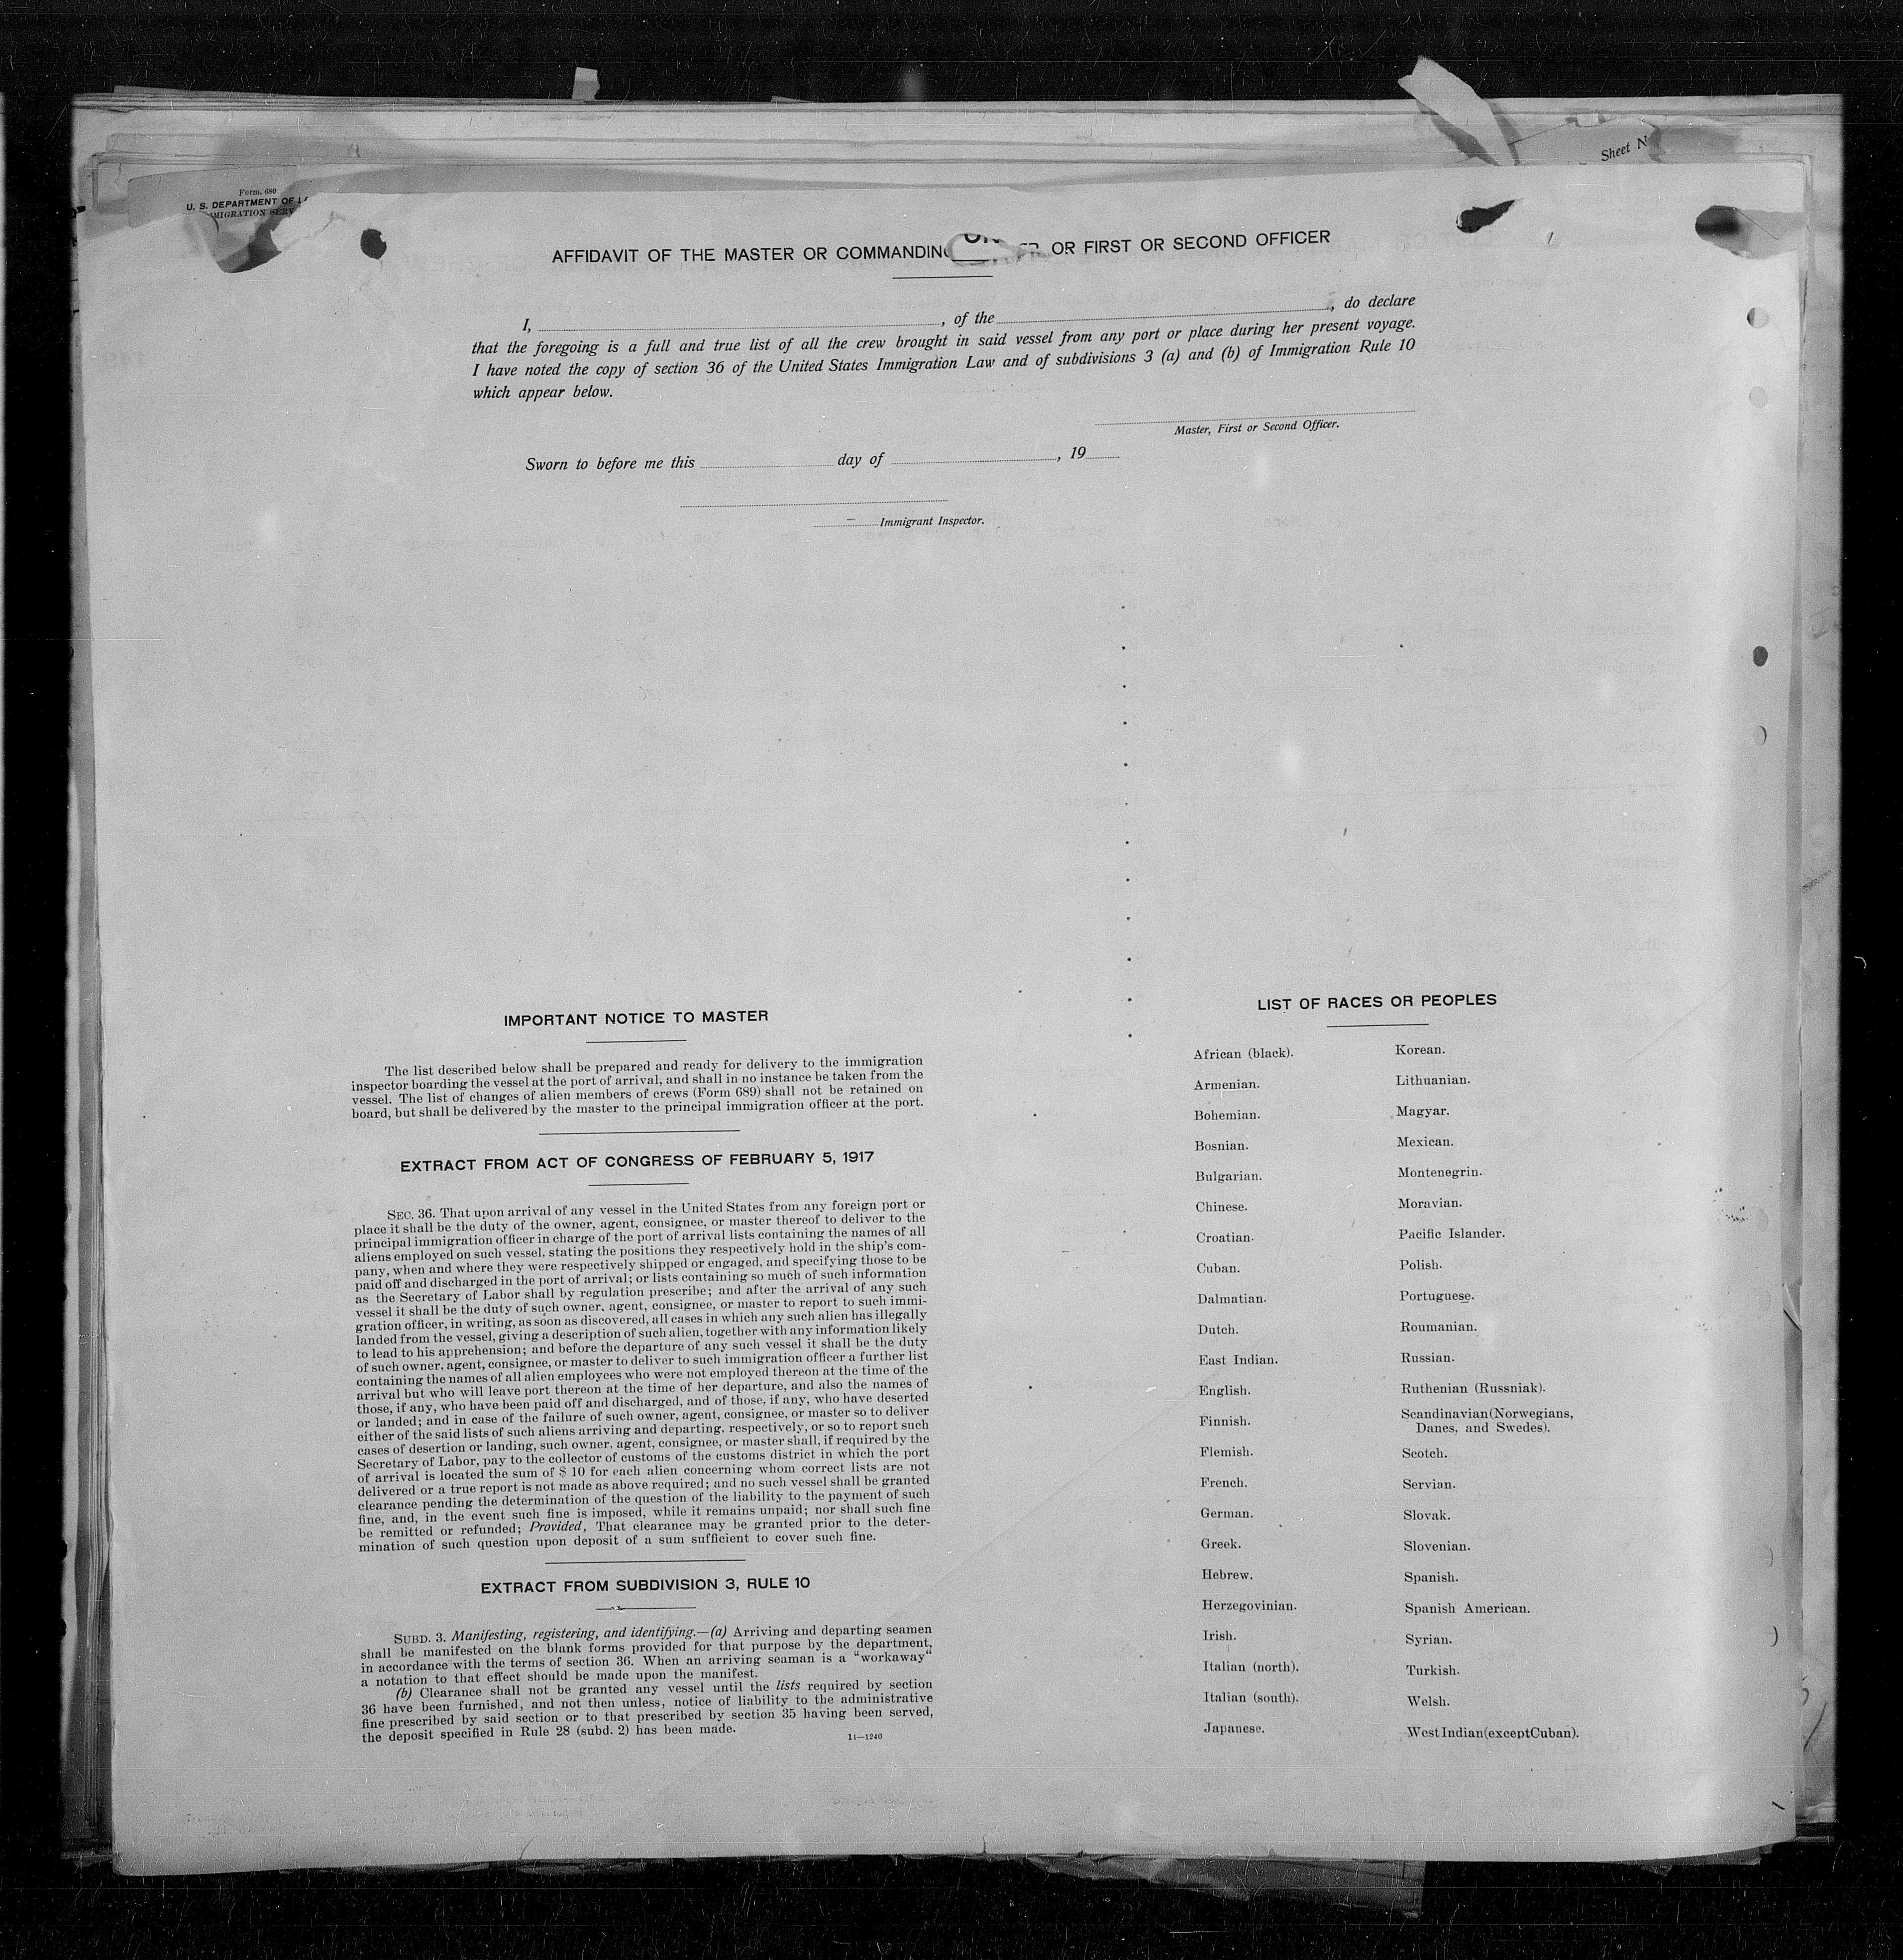 Sheet N
Form. 680
U. S. DEPARTMENT OF
AFFIDAVIT OF THE MASTER OR COMMANDING OR FIRST OR SECOND OFFICER
I, , of the , do declare
that the foregoing is a full and true list of all the crew brought in said vessel from any port or place during her present voyage.
I have noted the copy of section 36 of the United States Immigration Law and of subdivisions 3 (a) and (b) of Immigration Rule 10
which appear below.
Master, First or Second Officer.
Sworn to before me this day of , 19
Immigrant Inspector.
IMPORTANT NOTICE TO MASTER
The list described below shall be prepared and ready for delivery to the immigration
inspector boarding the vessel at the port of arrival, and shall in no instance be taken from the
vessel. The list of changes of alien members of crews (Form 689) shall not be retained on
board, but shall be delivered by the master to the principal immigration officer at the port.
EXTRACT FROM ACT OF CONGRESS OF FEBRUARY 5, 1917
SEC. 36. That upon arrival of any vessel in the United States from any foreign port or
place it shall be the duty of the owner, agent, consignee, or master thereof to deliver to the
principal immigration officer in charge of the port of arrival lists containing the names of all
aliens employed on such vessel, stating the positions they respectively hold in the ship's com-
pany, when and where they were respectively shipped or engaged, and specifying those to be
paid off and discharged in the port of arrival; or lists containing so much of such information
as the Secretary of Labor shall by regulation prescribe; and after the arrival of any such
vessel it shall be the duty of such owner, agent, consignee, or master to report to such immi-
gration officer, in writing, as soon as discovered, all cases in which any such alien has illegally
landed from the vessel, giving a description of such alien, together with any information likely
to lead to his apprehension; and before the departure of any such vessel it shall be the duty
of such owner, agent, consignee, or master to deliver to such immigration officer a further list
containing the names of all alien employees who were not employed thereon at the time of the
arrival but who will leave port thereon at the time of her departure, and also the names of
those, if any, who have been paid off and discharged, and of those, if any, who have deserted
or landed; and in case of the failure of such owner, agent, consignee, or master so to deliver
either of the said lists of such aliens arriving and departing, respectively, or so to report such
cases of desertion or landing, such owner, agent, consignee, or master shall, if required by the
Secretary of Labor, pay to the collector of customs of the customs district in which the port
of arrival is located the sum of $ 10 for each alien concerning whom correct lists are not
delivered or a true report is not made as above required; and no such vessel shall be granted
clearance pending the determination of the question of the liability to the payment of such
fine, and, in the event such fine is imposed, while it remains unpaid; nor shall such fine
be remitted or refunded; Provided, That clearance may be granted prior to the deter-
mination of such question upon deposit of a sum sufficient to cover such fine.
EXTRACT FROM SUBDIVISION 3, RULE 10
SUBD. 3. Manifesting, registering, and identifying.—(a) Arriving and departing seamen
shall be manifested on the blank forms provided for that purpose by the department,
in accordance with the terms of section 36. When an arriving seaman is a "workaway"
a notation to that effect should be made upon the manifest.
(b) Clearance shall not be granted any vessel until the lists required by section
36 have been furnished, and not then unless, notice of liability to the administrative
fine prescribed by said section or to that prescribed by section 35 having been served,
the deposit specified in Rule 28 (subd. 2) has been made.
11—1240
LIST OF RACES OR PEOPLES
African (black).
Armenian.
Bohemian.
Bosnian.
Bulgarian.
Chinese.
Croatian.
Cuban.
Dalmatian.
Dutch.
East Indian.
English.
Finnish.
Flemish.
French.
German.
Greek.
Hebrew.
Herzegovinian.
Irish.
Italian (north).
Italian (south).
Japanese.
Korean.
Lithuanian.
Magyar.
Mexican.
Montenegrin.
Moravian.
Pacific Islander.
Polish.
Portuguese.
Roumanian.
Russian.
Ruthenian (Russniak).
Scandinavian (Norwegians,
Danes, and Swedes).
Scotch.
Servian.
Slovak.
Slovenian.
Spanish.
Spanish American.
Syrian.
Turkish.
Welsh.
West Indian (except Cuban).